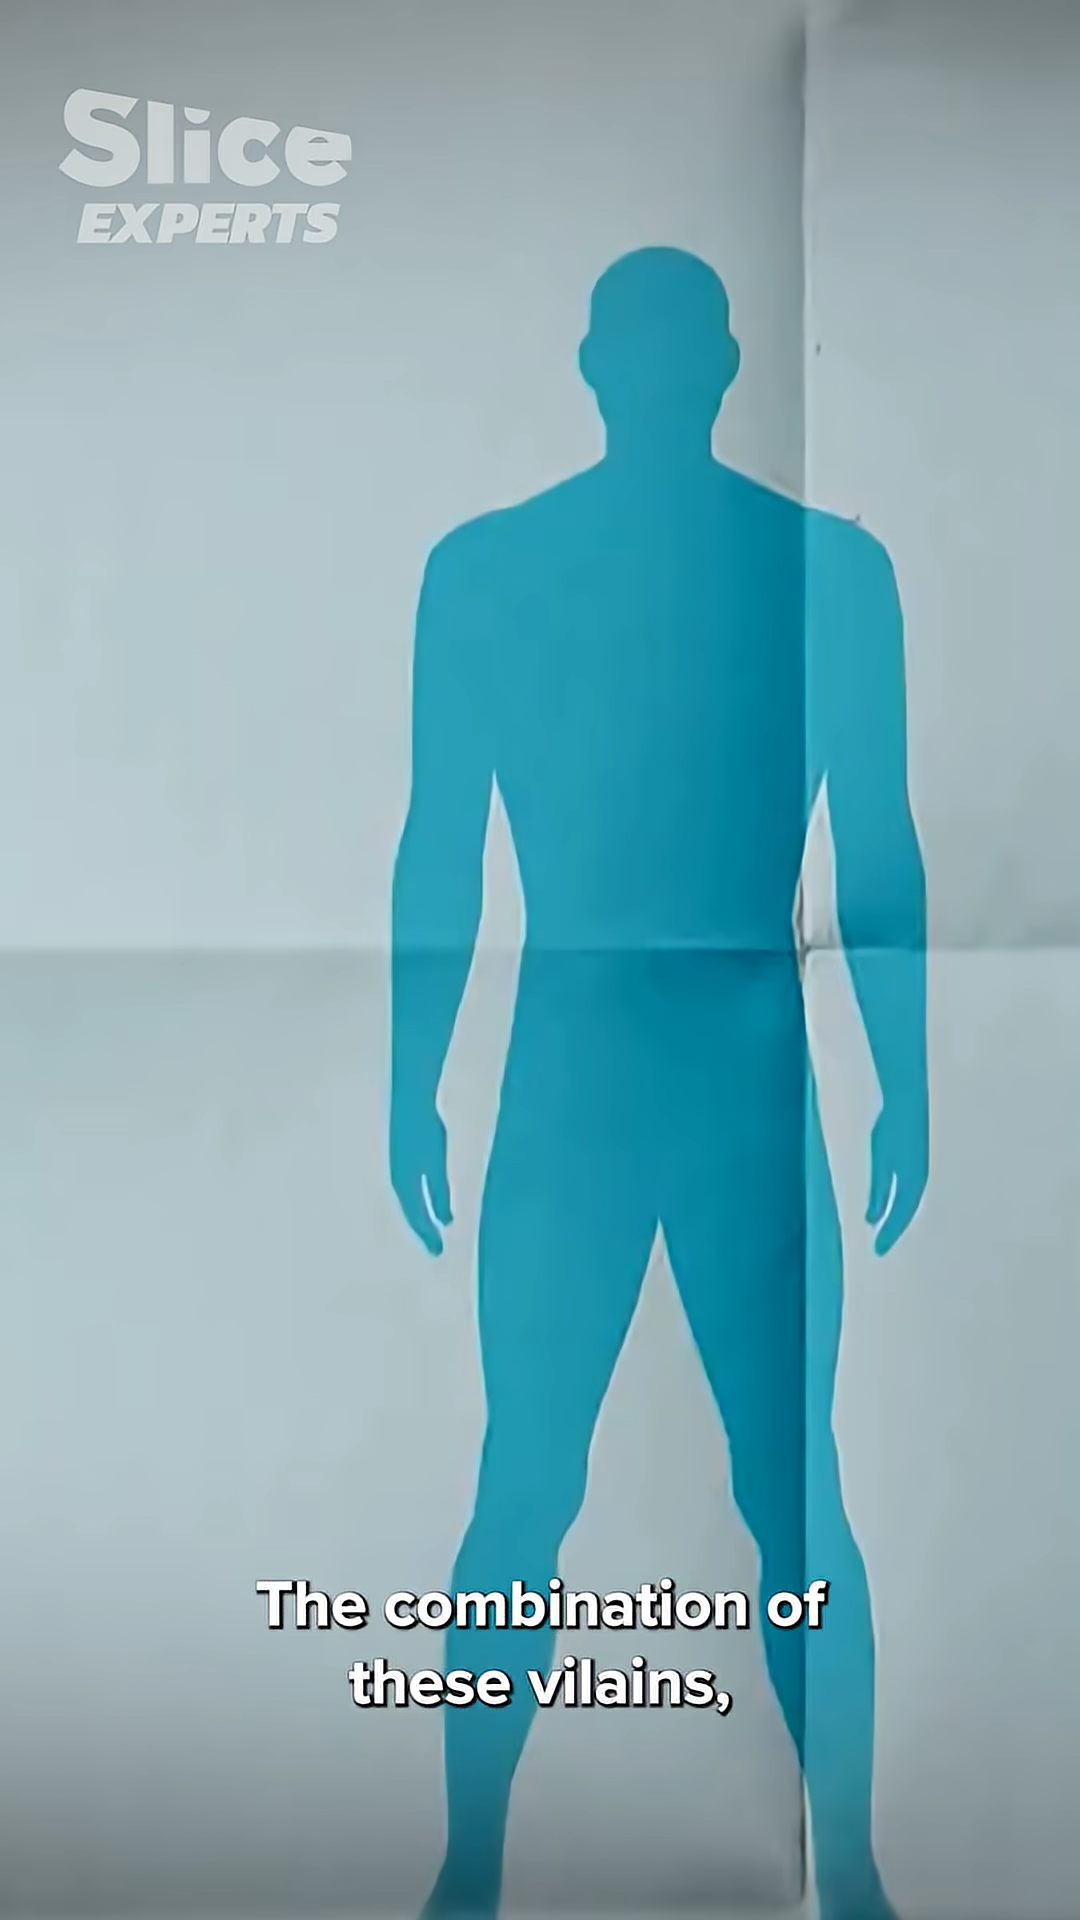 Slice
EXPERTS
The combination of
these vilains,